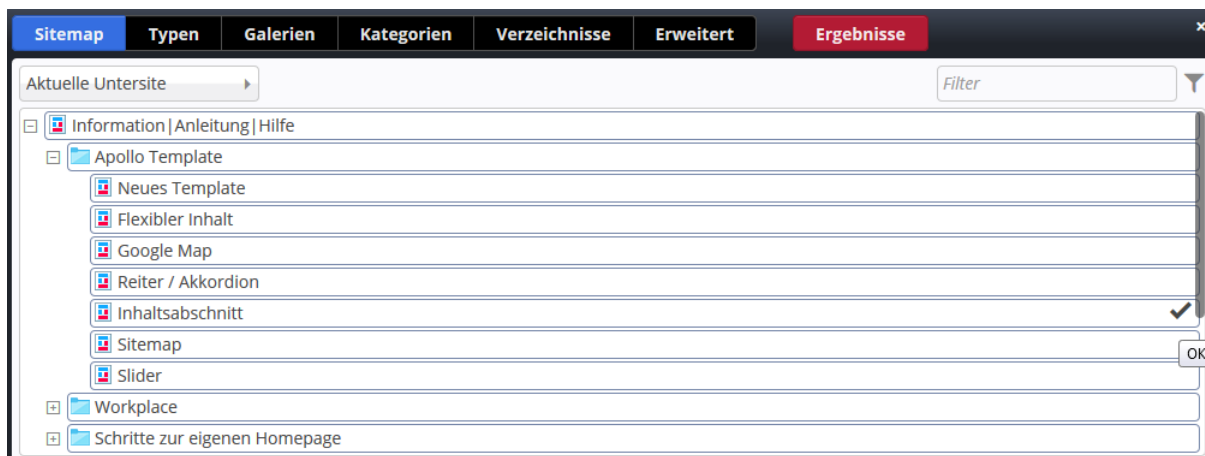 Sitemap Typen Galerien Kategorien Verzeichnisse Erweitert Ergebnisse
Aktuelle Untersite Filter
Information|Anleitung|Hilfe
Apollo Template
Neues Template
Flexibler Inhalt
Google Map
Reiter / Akkordion
Inhaltsabschnitt
Sitemap
OK
Slider
Workplace
Schritte zur eigenen Homepage